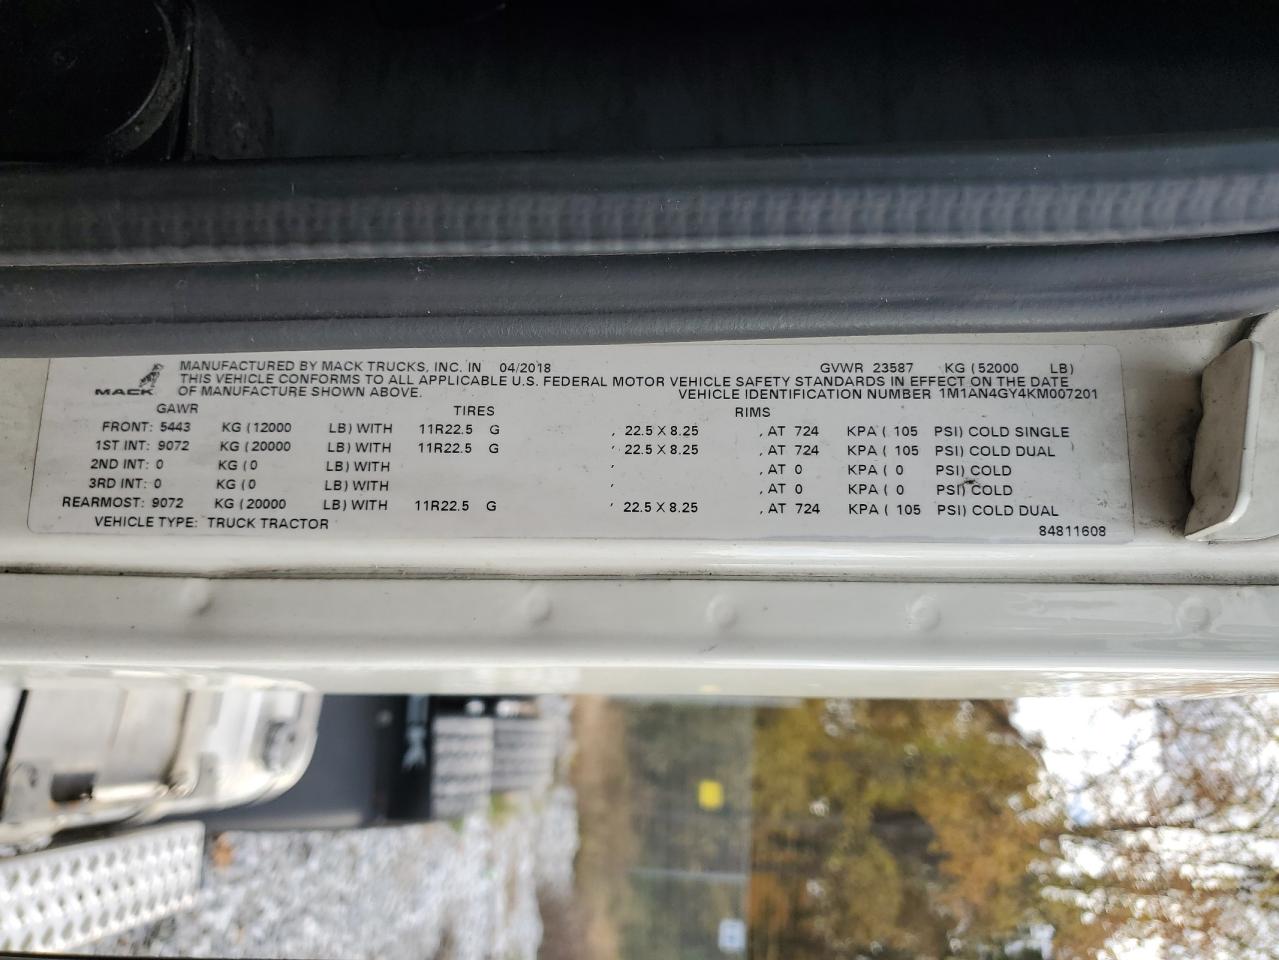 MANUFACTURED BY MACK TRUCKS, INC. IN 04/2018 GVWR 23587 KG (52000 LB)
THIS VEHICLE CONFORMS TO ALL APPLICABLE U.S. FEDERAL MOTOR VEHICLE SAFETY STANDARDS IN EFFECT ON THE DATE
OF MANUFACTURE SHOWN ABOVE. VEHICLE IDENTIFICATION NUMBER 1M1AN4GY4KM007201
MACK
GAWR TIRES RIMS
FRONT: 5443 KG (12000 LB) WITH 11R22.5 G , 22.5 X 8.25 , AT 724 KPA ( 105 PSI) COLD SINGLE
1ST INT: 9072 KG (20000 LB) WITH 11R22.5 G , 22.5 X 8.25 , AT 724 KPA ( 105 PSI) COLD DUAL
2ND INT: 0 KG (0 LB) WITH , , AT 0 KPA ( 0 PSI) COLD
3RD INT: 0 KG (0 LB) WITH , , AT 0 KPA ( 0 PSI) COLD
REARMOST: 9072 KG (20000 LB) WITH 11R22.5 G , 22.5 X 8.25 , AT 724 KPA ( 105 PSI) COLD DUAL
VEHICLE TYPE: TRUCK TRACTOR 84811608